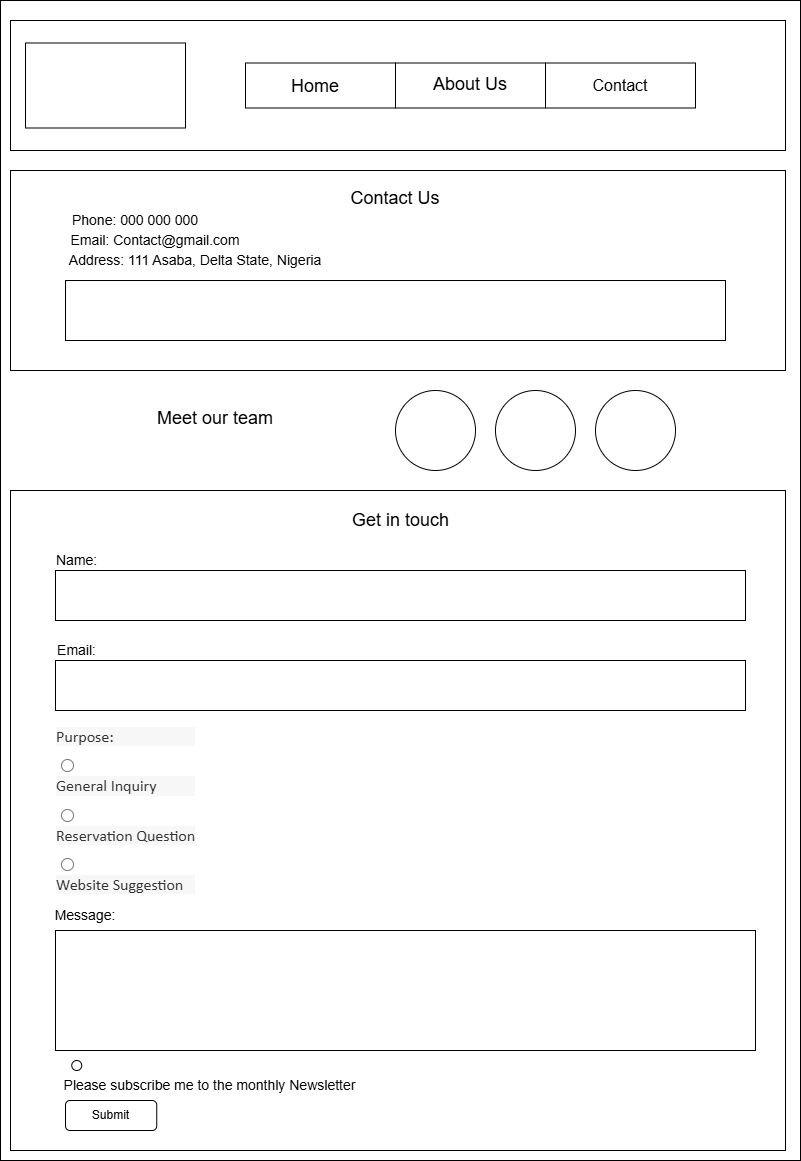 Home
About Us
Contact
Contact Us
Phone: 000 000 000
Email: Contact@gmail.com
Address: 111 Asaba, Delta State, Nigeria
Meet our team
Get in touch
Name:
Email:
Purpose:
General Inquiry
Reservation Question
Website Suggestion
Message:
Please subscribe me to the monthly Newsletter
Submit